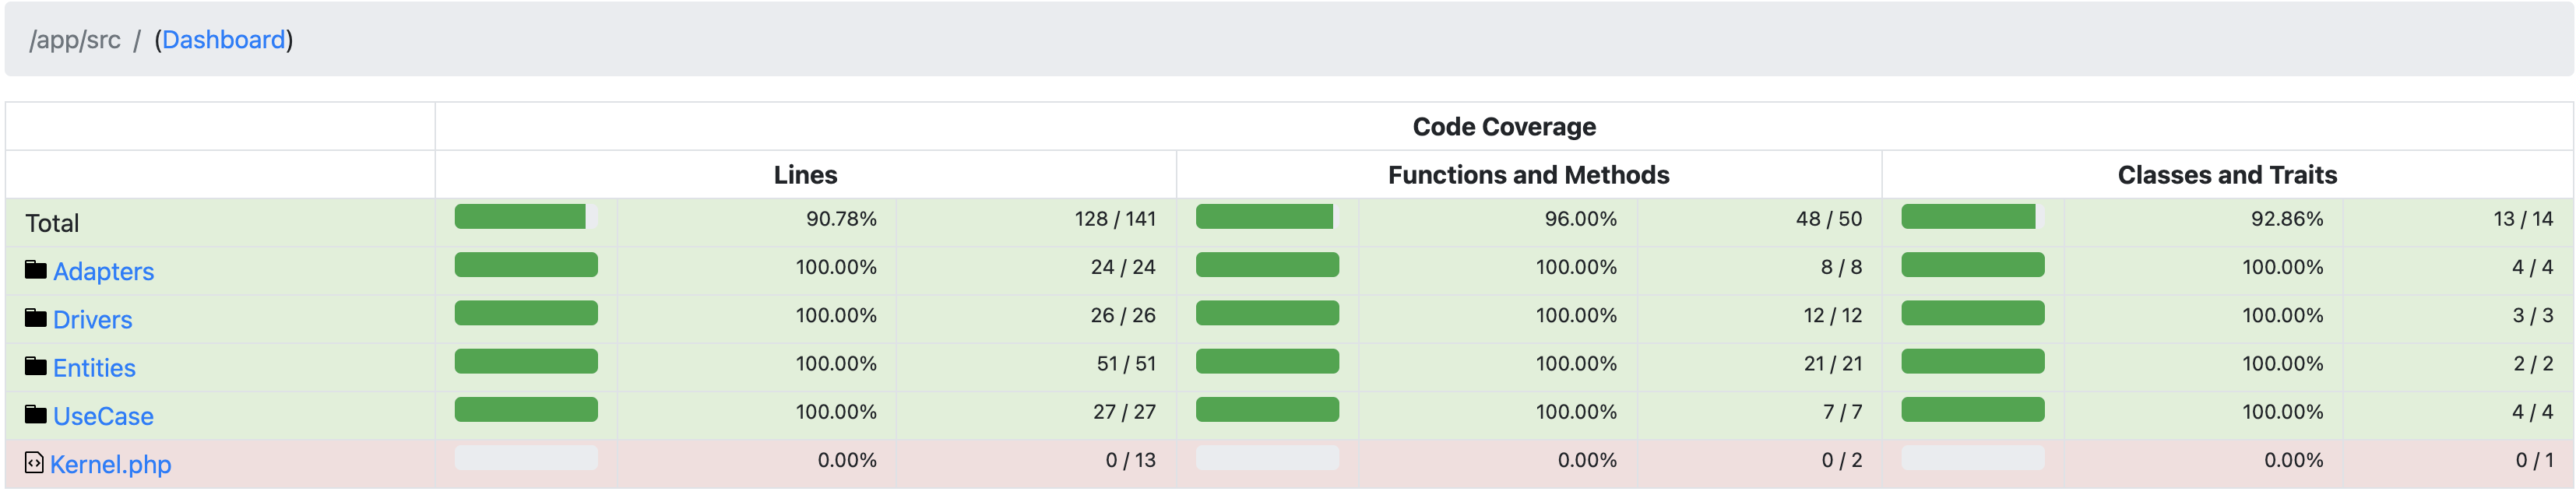 /app/src / (Dashboard)
Code Coverage
Lines Functions and Methods Classes and Traits
Total 90.78% 128 / 141 96.00% 48 / 50 92.86% 13 / 14
Adapters 100.00% 24 / 24 100.00% 8 / 8 100.00% 4 / 4
Drivers 100.00% 26 / 26 100.00% 12 / 12 100.00% 3 / 3
Entities 100.00% 51 / 51 100.00% 21 / 21 100.00% 2 / 2
UseCase 100.00% 27 / 27 100.00% 7 / 7 100.00% 4 / 4
Kernel.php 0.00% 0 / 13 0.00% 0 / 2 0.00% 0 / 1